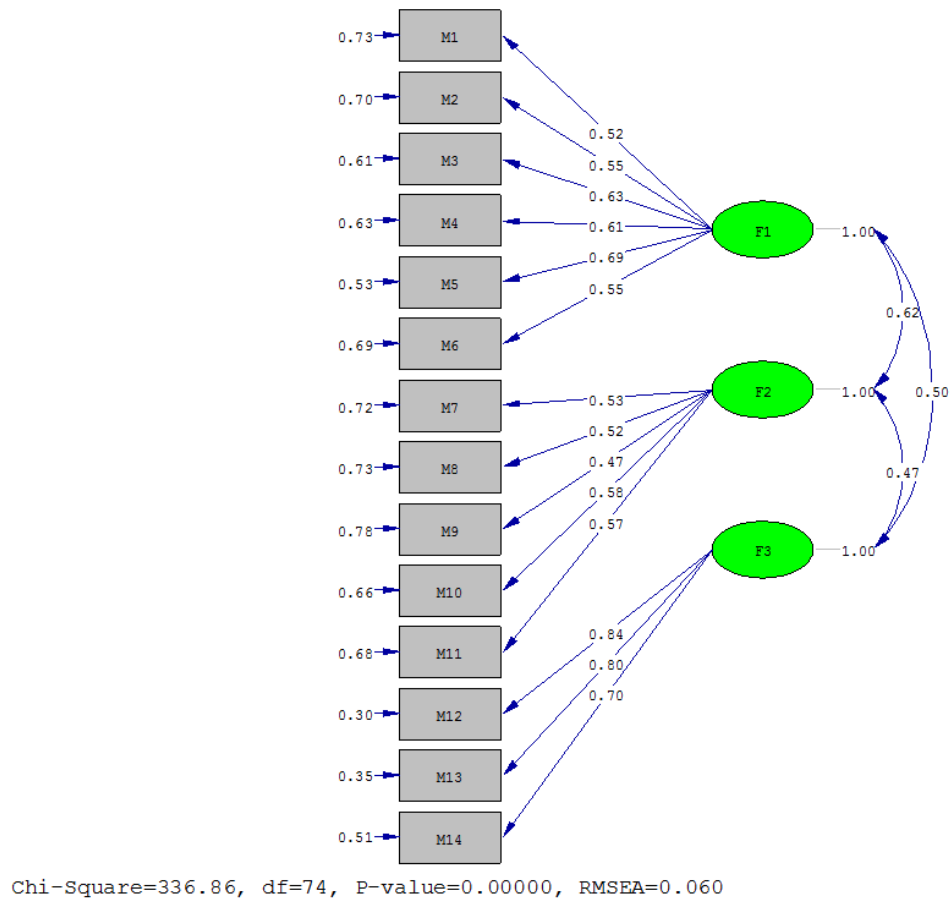 0.73 M1
0.70 M2
0.52
0.61 M3
0.55
0.63
0.63 M4
0.61
F1 1.00
0.69
0.53 M5
0.55
0.62
0.69 M6
0.72 M7
0.53
F2 1.00 0.50
0.52
0.73 M8
0.47
0.47
0.58
0.78 M9
0.57
F3 1.00
0.66 M10
0.84
0.68 M11
0.80
0.70
0.30 M12
0.35 M13
0.51 M14
Chi-Square=336.86, df=74, P-value=0.00000, RMSEA=0.060